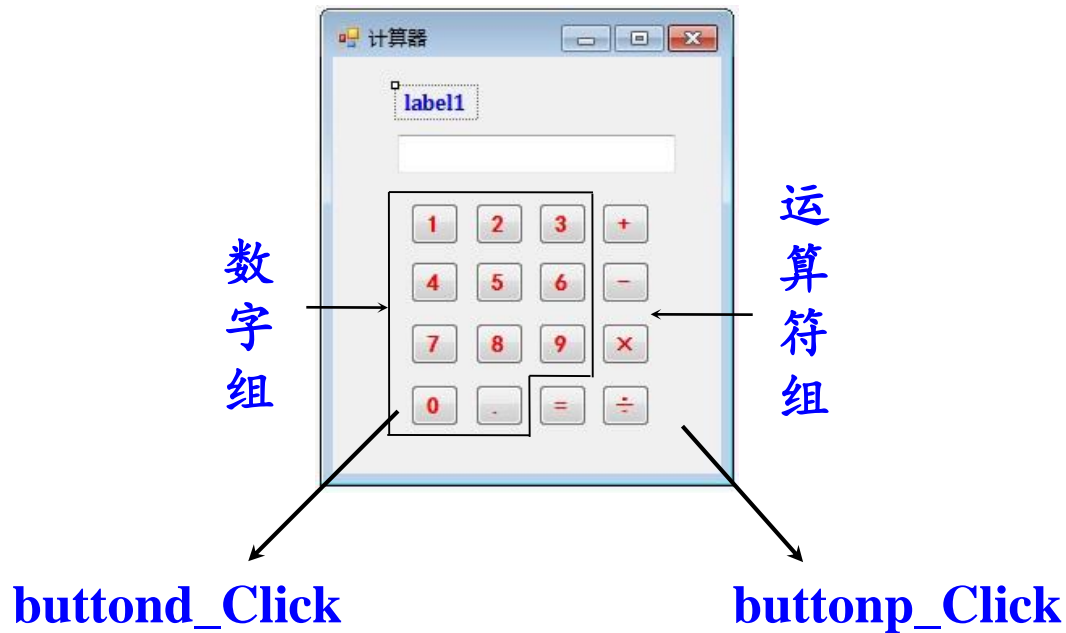 计算器
label1
数字组
运算符组
1 2 3 +
4 5 6 −
7 8 9 ×
0 . = ÷
buttond_Click
buttonp_Click